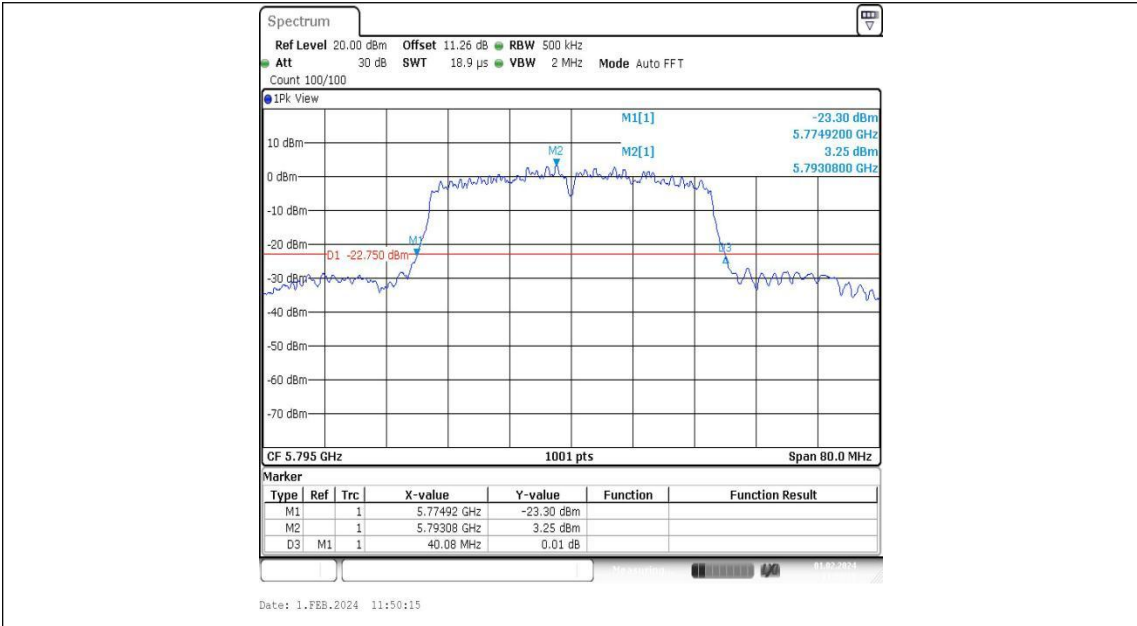 Spectrum
Ref Level 20.00 dBm Offset 11.26 dB RBW 500 kHz
Att 30 dB SWT 18.9 µs VBW 2 MHz Mode Auto FFT
Count 100/100
1Pk View
M1[1] -23.30 dBm
5.7749200 GHz
10 dBm
M2 M2[1] 3.25 dBm
0 dBm 5.7930800 GHz
-10 dBm
-20 dBm M1 D3
D1 -22.750 dBm
-30 dBm
-40 dBm
-50 dBm
-60 dBm
-70 dBm
CF 5.795 GHz 1001 pts Span 80.0 MHz
Marker
Type Ref Trc X-value Y-value Function Function Result
M1 1 5.77492 GHz -23.30 dBm
M2 1 5.79308 GHz 3.25 dBm
D3 M1 1 40.08 MHz 0.01 dB
Measuring 01.02.2024
Date: 1.FEB.2024 11:50:15